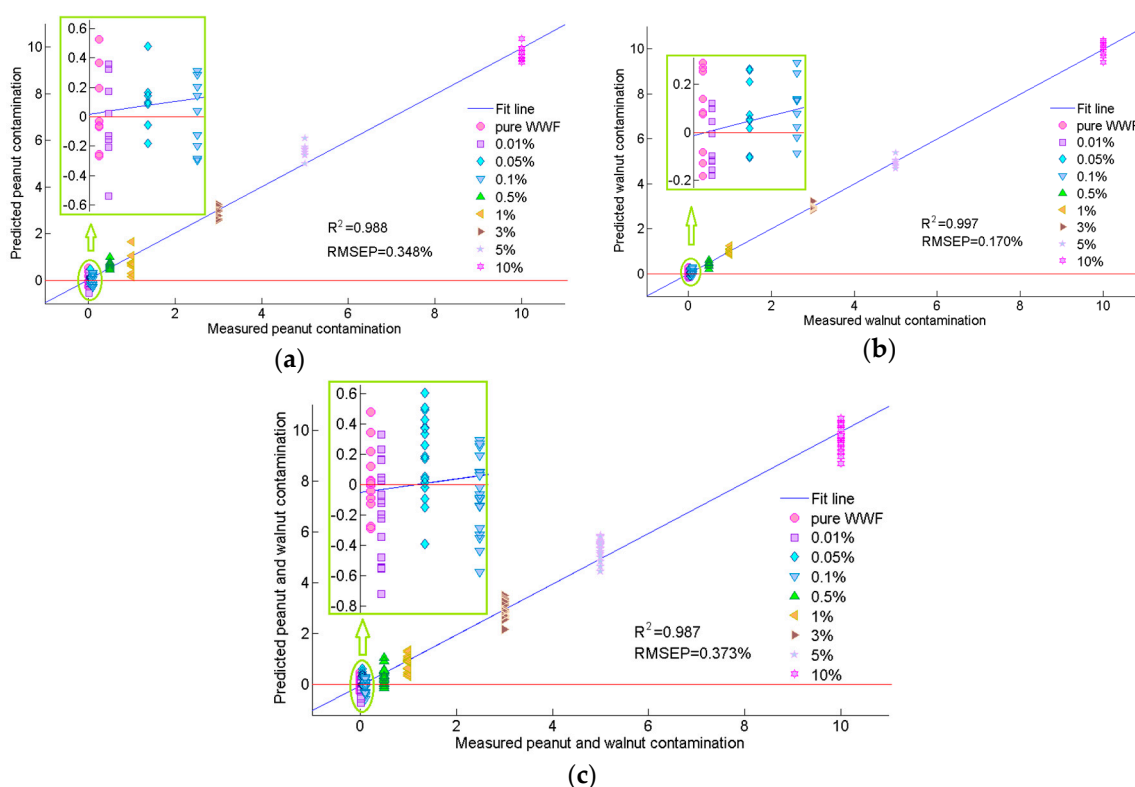 Predicted peanut contamination
10
8
6
4
2
0
0.6
0.4
0.2
0
-0.2
-0.4
-0.6
Fit line
pure WWF
0.01%
0.05%
0.1%
0.5%
1%
3%
5%
10%
R²=0.988
RMSEP=0.348%
0 2 4 6 8 10
Measured peanut contamination
(a)
Predicted walnut contamination
10
8
6
4
2
0
0.2
0
-0.2
Fit line
pure WWF
0.01%
0.05%
0.1%
0.5%
1%
3%
5%
10%
R²=0.997
RMSEP=0.170%
0 2 4 6 8 10
Measured walnut contamination
(b)
Predicted peanut and walnut contamination
10
8
6
4
2
0
0.6
0.4
0.2
0
-0.2
-0.4
-0.6
-0.8
Fit line
pure WWF
0.01%
0.05%
0.1%
0.5%
1%
3%
5%
10%
R²=0.987
RMSEP=0.373%
0 2 4 6 8 10
Measured peanut and walnut contamination
(c)